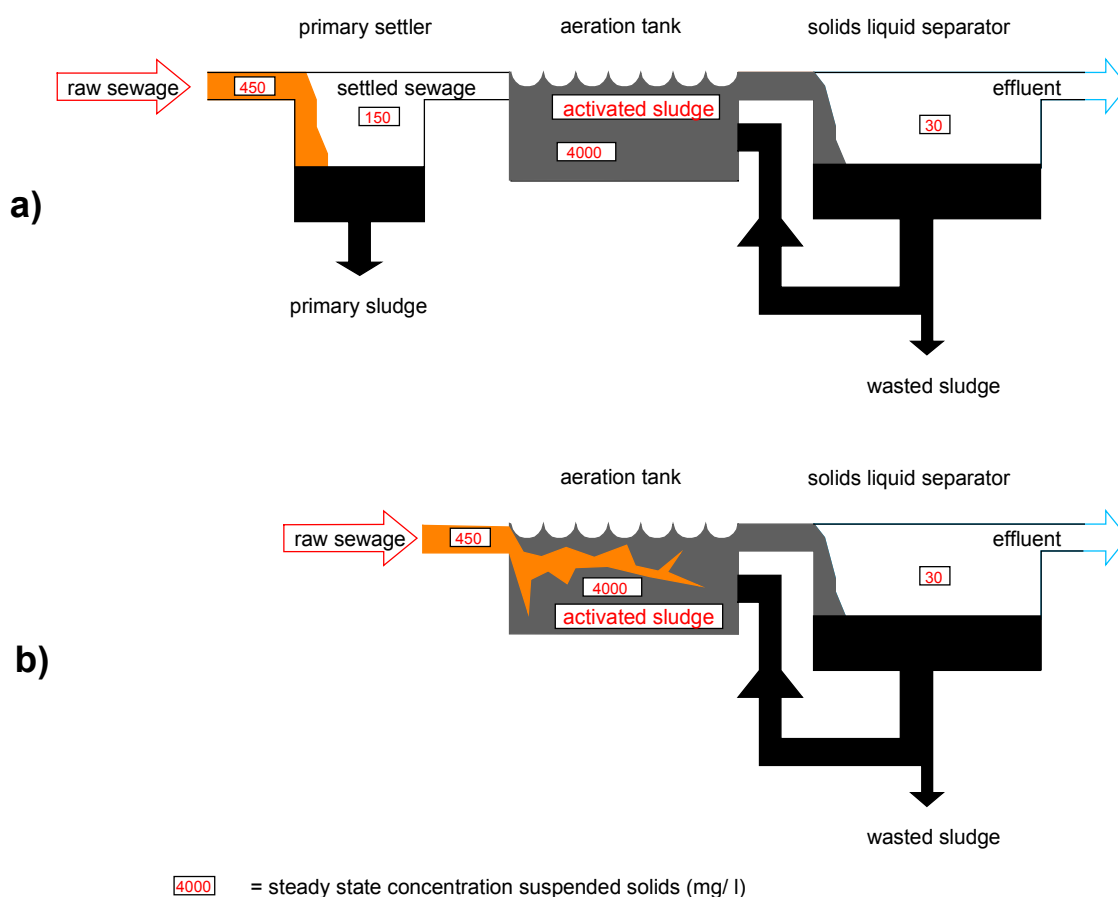 primary settler aeration tank solids liquid separator
raw sewage 450 settled sewage effluent
150 activated sludge 30
4000
a)
primary sludge
wasted sludge
aeration tank solids liquid separator
raw sewage 450 effluent
4000 30
activated sludge
b)
wasted sludge
4000 = steady state concentration suspended solids (mg/ l)